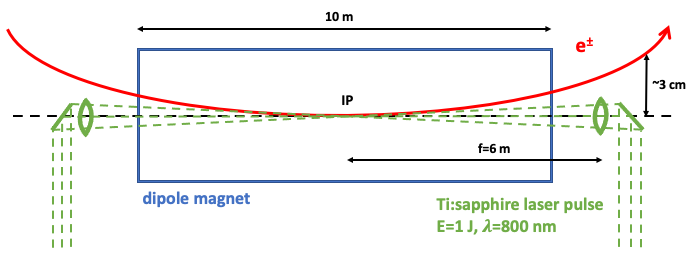 10 m
e±
IP
~3 cm
f=6 m
dipole magnet
Ti:sapphire laser pulse
E=1 J, λ=800 nm